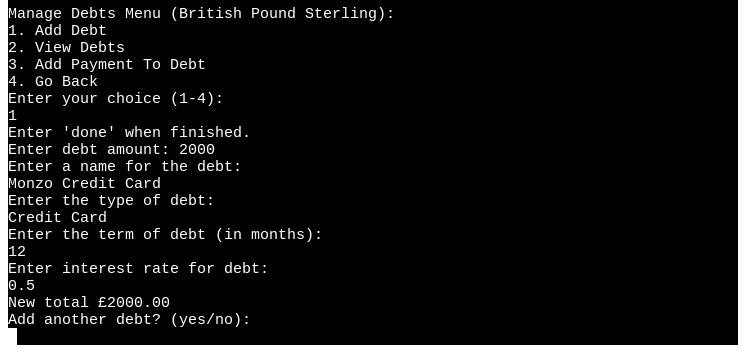 Manage Debts Menu (British Pound Sterling):
1. Add Debt
2. View Debts
3. Add Payment To Debt
4. Go Back
Enter your choice (1-4):
1
Enter 'done' when finished.
Enter debt amount: 2000
Enter a name for the debt:
Monzo Credit Card
Enter the type of debt:
Credit Card
Enter the term of debt (in months):
12
Enter interest rate for debt:
0.5
New total £2000.00
Add another debt? (yes/no):